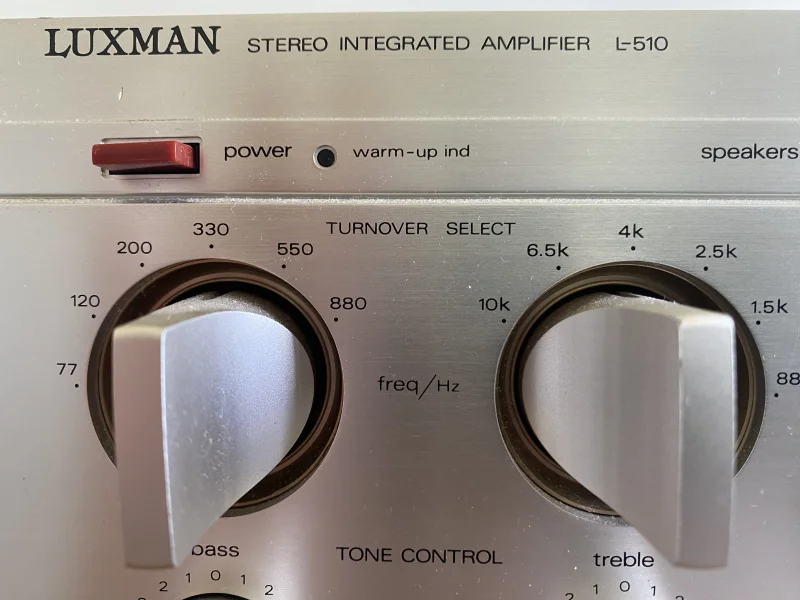 LUXMAN STEREO INTEGRATED AMPLIFIER L-510
power warm-up ind speakers
TURNOVER SELECT
77 120 200 330 550 880
freq/Hz
10k 6.5k 4k 2.5k 1.5k 88
bass TONE CONTROL treble
2 1 0 1 2
2 1 0 1 2